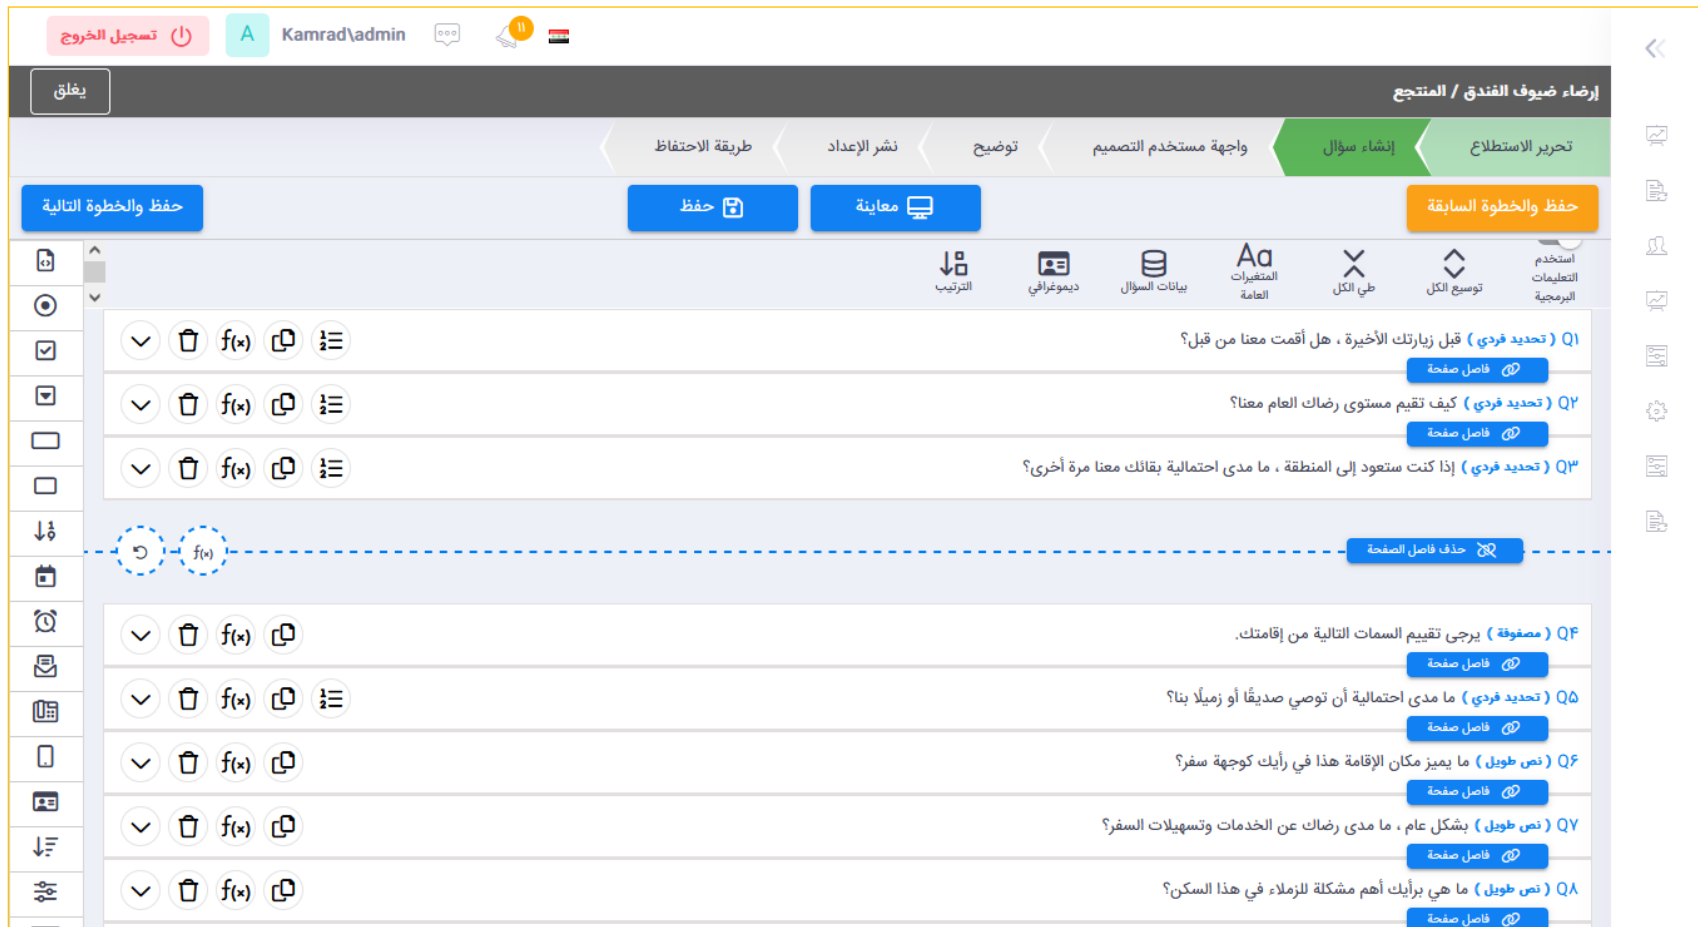 تسجيل الخروج
A
Kamrad\admin
۱۱
إرضاء ضيوف الفندق / المنتجع
يغلق
تحرير الاستطلاع
إنشاء سؤال
واجهة مستخدم التصميم
توضيح
نشر الإعداد
طريقة الاحتفاظ
حفظ والخطوة السابقة
معاينة
حفظ
حفظ والخطوة التالية
استخدم
التعليمات
البرمجية
توسيع الكل
طي الكل
Aa
المتغيرات
العامة
بيانات السؤال
ديموغرافي
الترتيب
Q۱ ( تحديد فردي ) قبل زيارتك الأخيرة ، هل أقمت معنا من قبل؟
f(x)
فاصل صفحة
Q۲ ( تحديد فردي ) كيف تقيم مستوى رضاك العام معنا؟
f(x)
فاصل صفحة
Q۳ ( تحديد فردي ) إذا كنت ستعود إلى المنطقة ، ما مدى احتمالية بقائك معنا مرة أخرى؟
f(x)
حذف فاصل الصفحة
f(x)
Q۴ ( مصفوفة ) يرجى تقييم السمات التالية من إقامتك.
f(x)
فاصل صفحة
Q۵ ( تحديد فردي ) ما مدى احتمالية أن توصي صديقًا أو زميلًا بنا؟
f(x)
فاصل صفحة
Q۶ ( نص طويل ) ما يميز مكان الإقامة هذا في رأيك كوجهة سفر؟
f(x)
فاصل صفحة
Q۷ ( نص طويل ) بشكل عام ، ما مدى رضاك عن الخدمات وتسهيلات السفر؟
f(x)
فاصل صفحة
Q۸ ( نص طويل ) ما هي برأيك أهم مشكلة للزملاء في هذا السكن؟
f(x)
فاصل صفحة